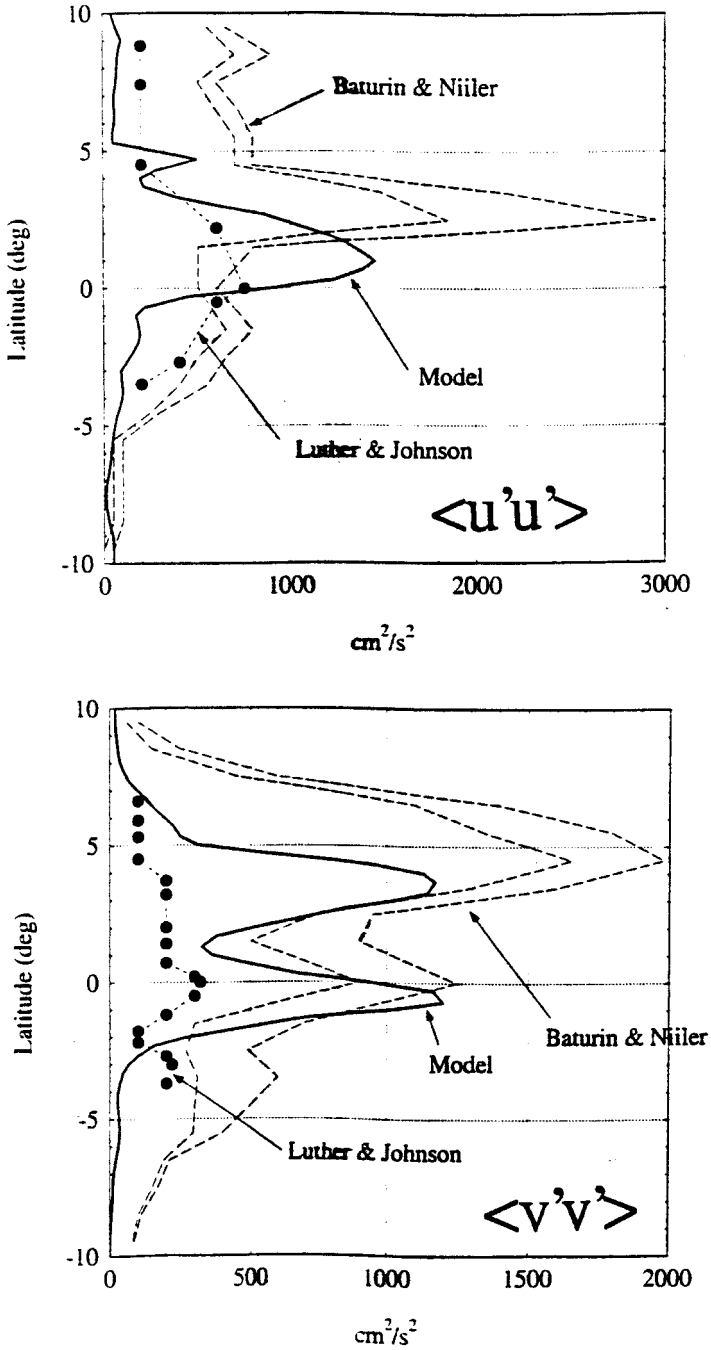 10
Baturin & Niiler
5
Latitude (deg)
0
Model
-5
Luther & Johnson
<u'u'>
-10
0 1000 2000 3000
cm²/s²
10
5
Latitude (deg)
0
Baturin & Niiler
Model
-5
Luther & Johnson
<v'v'>
-10
0 500 1000 1500 2000
cm²/s²